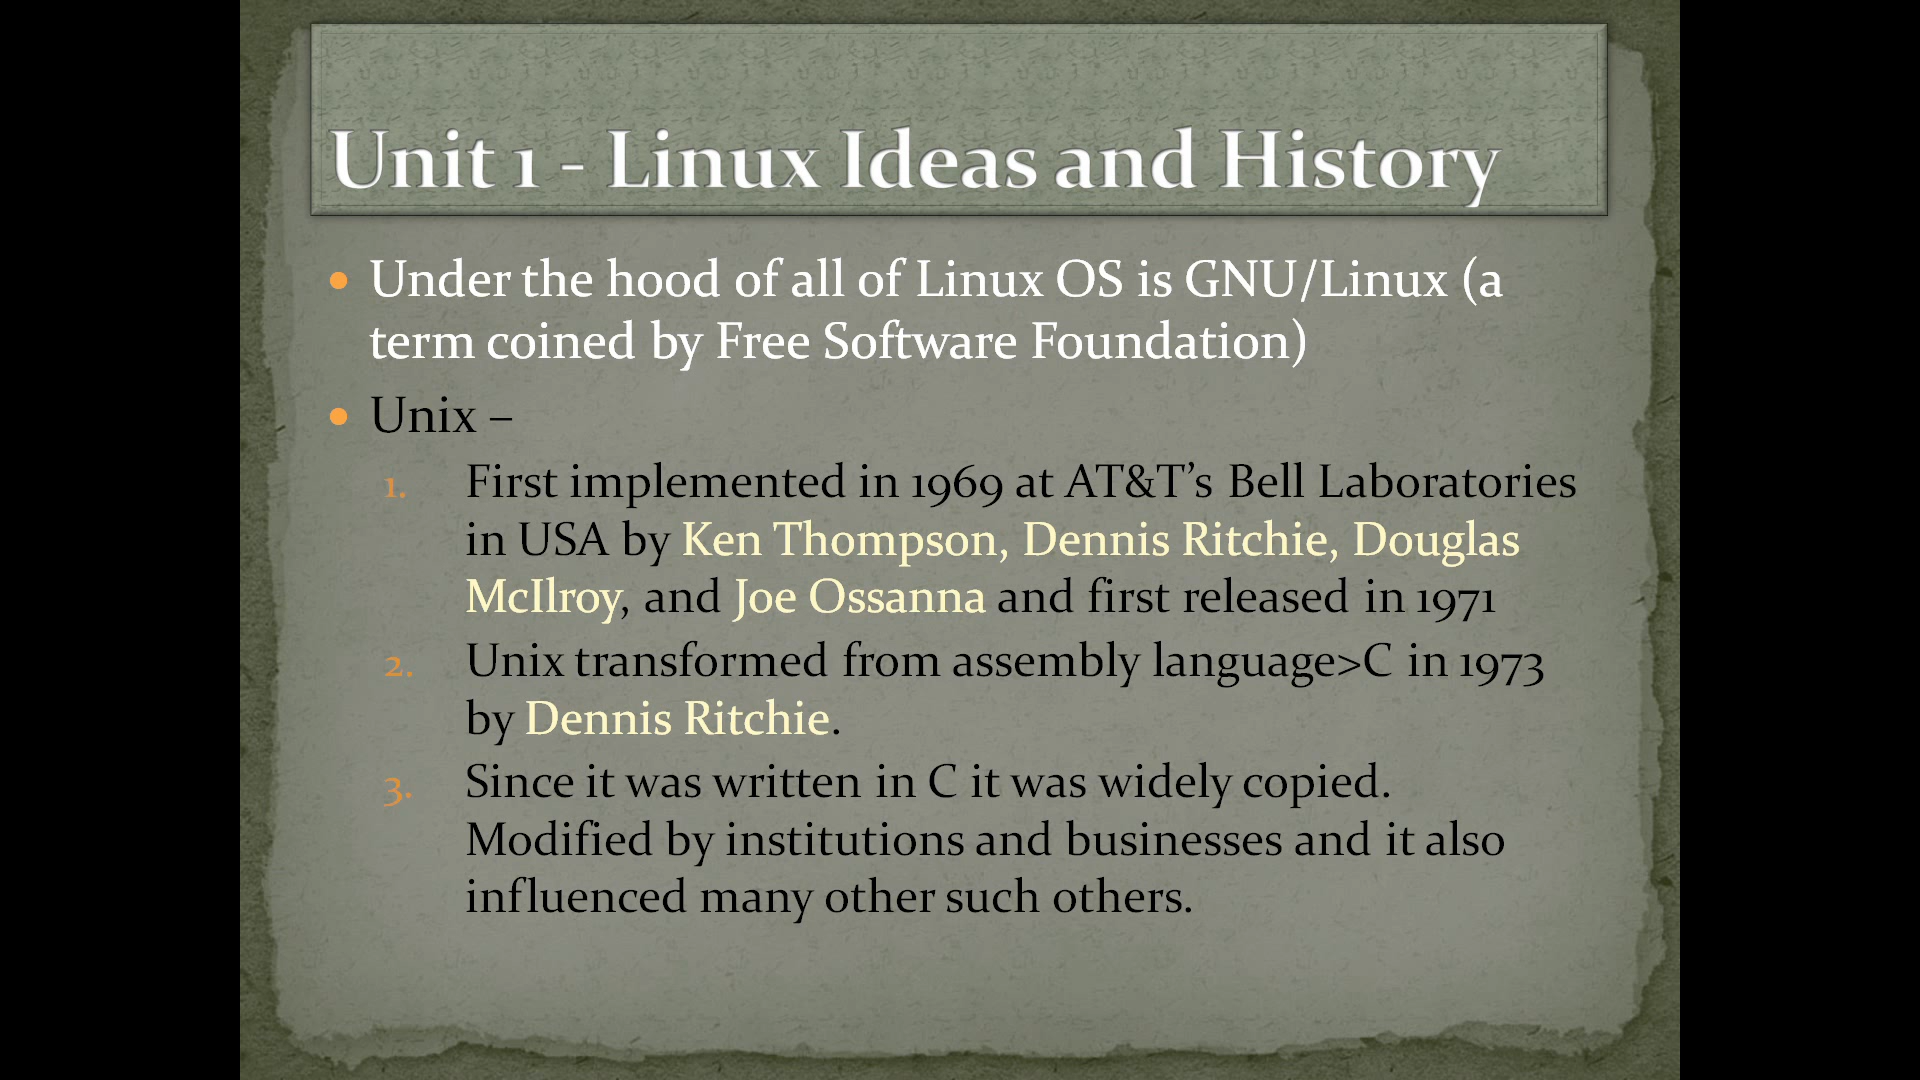 Unit 1 - Linux Ideas and History
• Under the hood of all of Linux OS is GNU/Linux (a
term coined by Free Software Foundation)
• Unix –
1. First implemented in 1969 at AT&T’s Bell Laboratories
in USA by Ken Thompson, Dennis Ritchie, Douglas
McIlroy, and Joe Ossanna and first released in 1971
2. Unix transformed from assembly language>C in 1973
by Dennis Ritchie.
3. Since it was written in C it was widely copied.
Modified by institutions and businesses and it also
influenced many other such others.